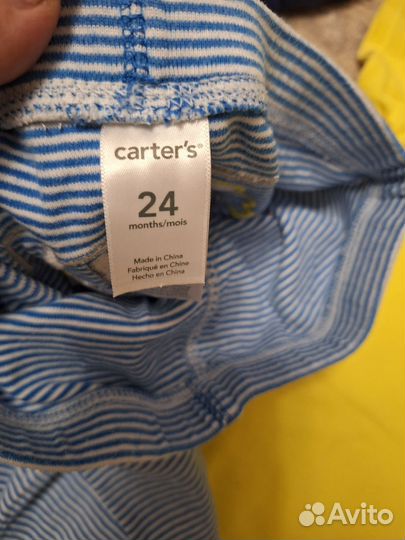 carter's®
24
months/mois
Made in China
Fabriqué en Chine
Hecho en China
Avito